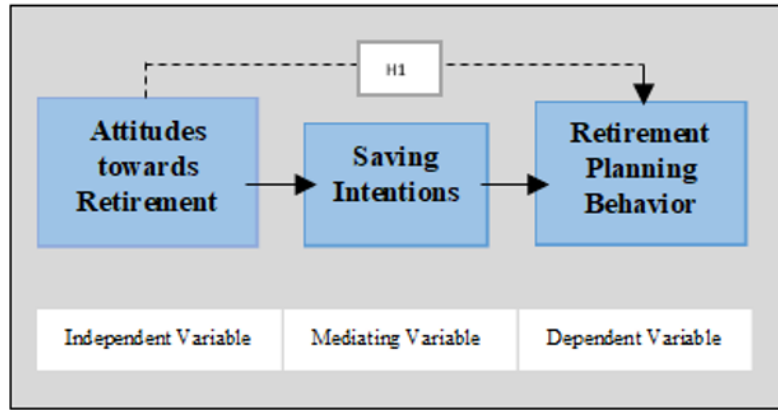 H1
Attitudes
towards
Retirement
Saving
Intentions
Retirement
Planning
Behavior
Independent Variable
Mediating Variable
Dependent Variable